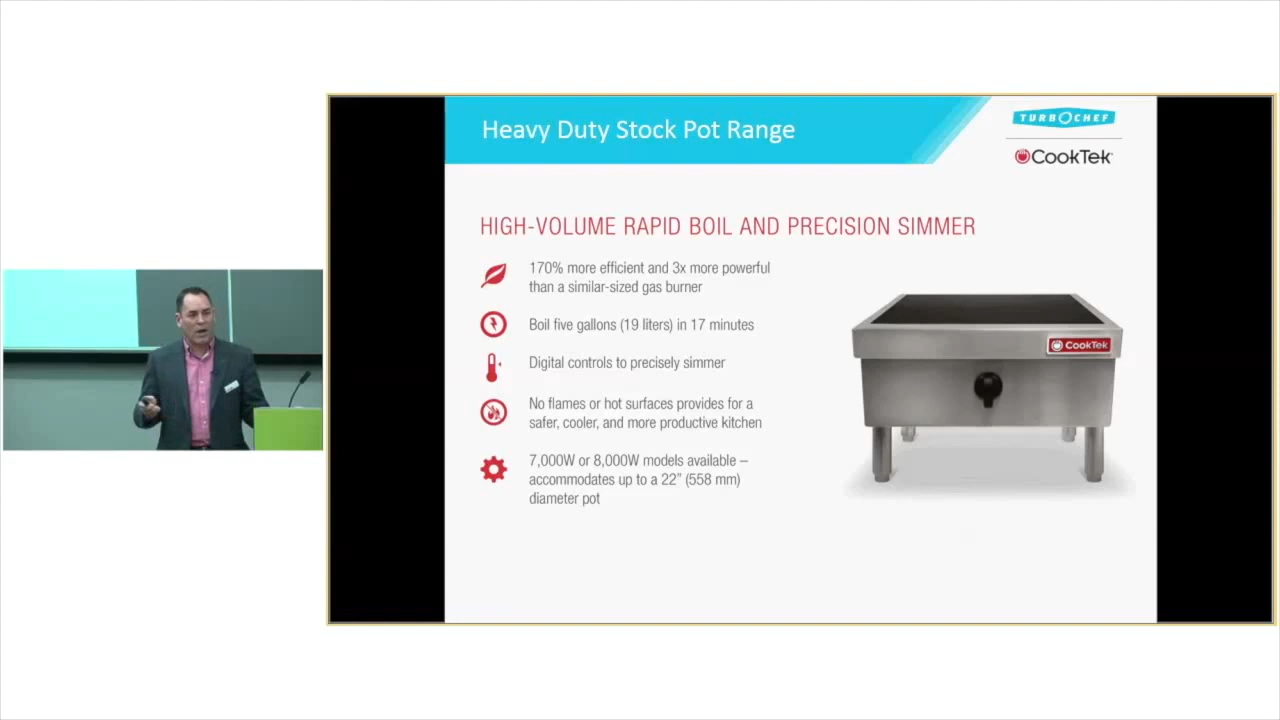 Heavy Duty Stock Pot Range
TURBOCHEF
CookTek
HIGH-VOLUME RAPID BOIL AND PRECISION SIMMER
170% more efficient and 3x more powerful
than a similar-sized gas burner
Boil five gallons (19 liters) in 17 minutes
Digital controls to precisely simmer
No flames or hot surfaces provides for a
safer, cooler, and more productive kitchen
7,000W or 8,000W models available –
accommodates up to a 22” (558 mm)
diameter pot
CookTek